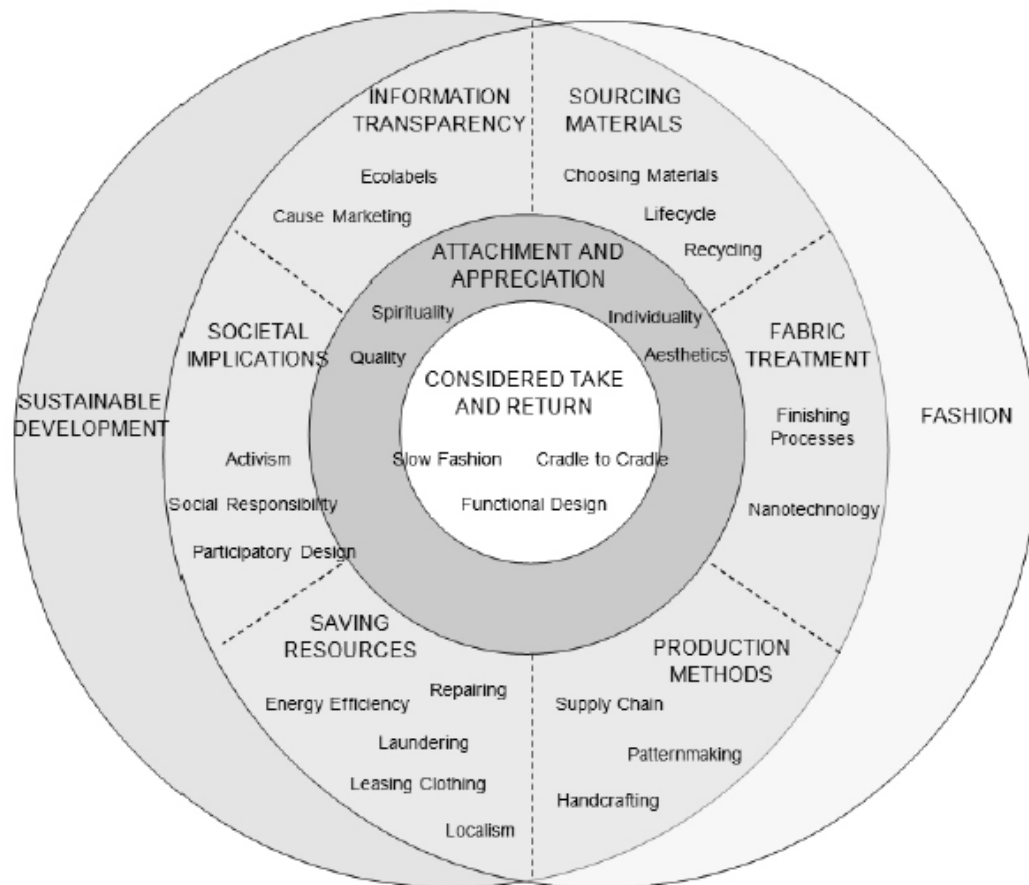 INFORMATION
TRANSPARENCY
Ecolabels
Cause Marketing
SOURCING
MATERIALS
Choosing Materials
Lifecycle
Recycling
ATTACHMENT AND
APPRECIATION
Spirituality
Individuality
Quality
Aesthetics
SOCIETAL
IMPLICATIONS
Activism
Social Responsibility
Participatory Design
FABRIC
TREATMENT
Finishing
Processes
Nanotechnology
CONSIDERED TAKE
AND RETURN
Slow Fashion
Cradle to Cradle
Functional Design
SUSTAINABLE
DEVELOPMENT
FASHION
SAVING
RESOURCES
Repairing
Energy Efficiency
Laundering
Leasing Clothing
Localism
PRODUCTION
METHODS
Supply Chain
Patternmaking
Handcrafting